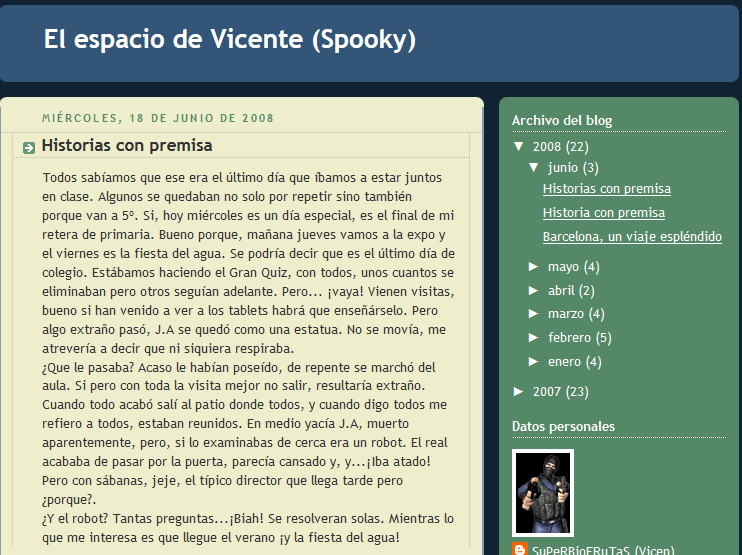 El espacio de Vicente (Spooky)
MIÉRCOLES, 18 DE JUNIO DE 2008
Historias con premisa
Todos sabíamos que ese era el último día que íbamos a estar juntos
en clase. Algunos se quedaban no solo por repetir sino también
porque van a 5º. Si, hoy miércoles es un día especial, es el final de mi
retera de primaria. Bueno porque, mañana jueves vamos a la expo y
el viernes es la fiesta del agua. Se podría decir que es el último día de
colegio. Estábamos haciendo el Gran Quiz, con todos, unos cuantos se
eliminaban pero otros seguían adelante. Pero... ¡vaya! Vienen visitas,
bueno si han venido a ver a los tablets habrá que enseñárselo. Pero
algo extraño pasó, J.A se quedó como una estatua. No se movía, me
atrevería a decir que ni siquiera respiraba.
¿Que le pasaba? Acaso le habían poseído, de repente se marchó del
aula. Si pero con toda la visita mejor no salir, resultaría extraño.
Cuando todo acabó salí al patio donde todos, y cuando digo todos me
refiero a todos, estaban reunidos. En medio yacía J.A, muerto
aparentemente, pero, si lo examinabas de cerca era un robot. El real
acababa de pasar por la puerta, parecía cansado y, y...¡Iba atado!
Pero con sábanas, jeje, el típico director que llega tarde pero
¿porque?.
¿Y el robot? Tantas preguntas...¡Biah! Se resolveran solas. Mientras lo
que me interesa es que llegue el verano ¡y la fiesta del agua!
Archivo del blog
▼ 2008 (22)
▼ junio (3)
Historias con premisa
Historia con premisa
Barcelona, un viaje espléndido
► mayo (4)
► abril (2)
► marzo (4)
► febrero (5)
► enero (4)
► 2007 (23)
Datos personales
SuPeRBioFRuTaS (Vicen)